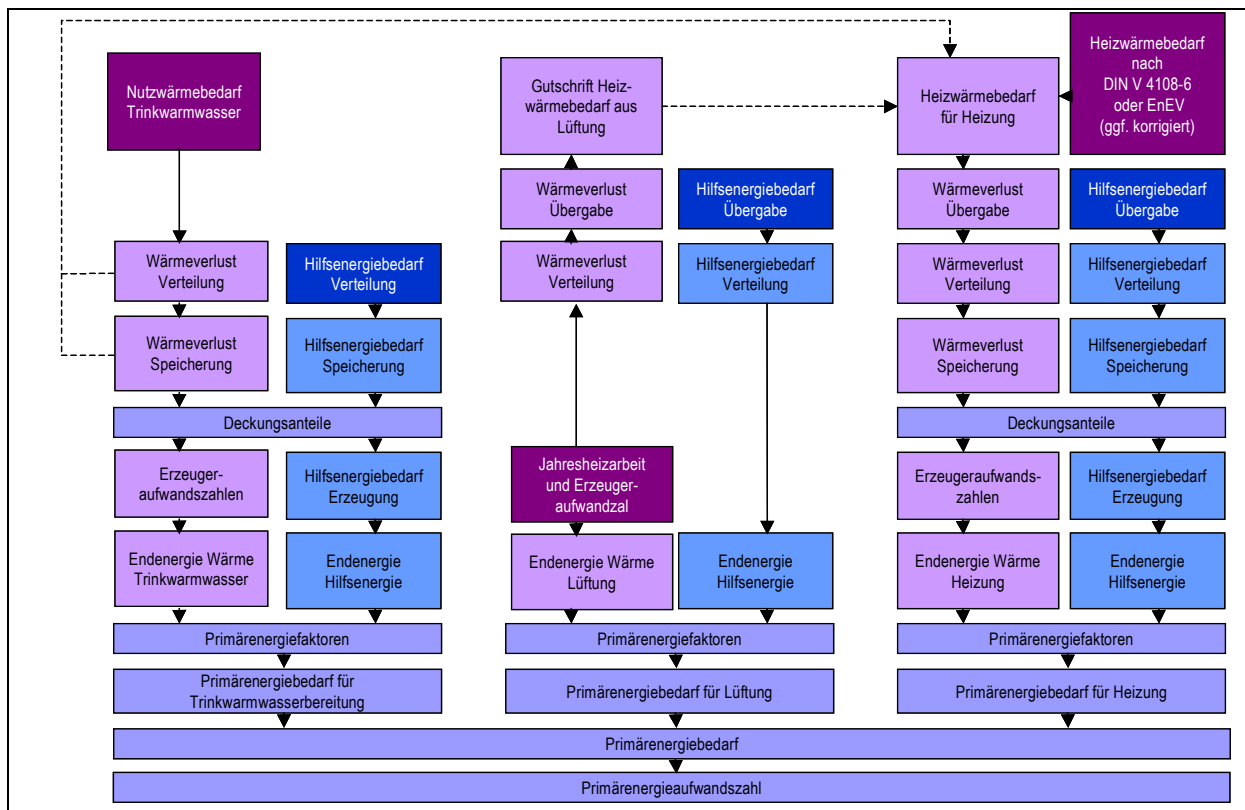 Nutzwärmebedarf
Trinkwarmwasser
Gutschrift Heiz-
wärmebedarf aus
Lüftung
Heizwärmebedarf
für Heizung
Heizwärmebedarf
nach
DIN V 4108-6
oder EnEV
(ggf. korrigiert)
Wärmeverlust
Übergabe
Hilfsenergiebedarf
Übergabe
Wärmeverlust
Übergabe
Hilfsenergiebedarf
Übergabe
Wärmeverlust
Verteilung
Hilfsenergiebedarf
Verteilung
Wärmeverlust
Verteilung
Hilfsenergiebedarf
Verteilung
Wärmeverlust
Verteilung
Hilfsenergiebedarf
Verteilung
Wärmeverlust
Speicherung
Hilfsenergiebedarf
Speicherung
Wärmeverlust
Speicherung
Hilfsenergiebedarf
Speicherung
Deckungsanteile
Deckungsanteile
Erzeuger-
aufwandszahlen
Hilfsenergiebedarf
Erzeugung
Jahresheizarbeit
und Erzeuger-
aufwandzal
Erzeugeraufwands-
zahlen
Hilfsenergiebedarf
Erzeugung
Endenergie Wärme
Trinkwarmwasser
Endenergie
Hilfsenergie
Endenergie Wärme
Lüftung
Endenergie
Hilfsenergie
Endenergie Wärme
Heizung
Endenergie
Hilfsenergie
Primärenergiefaktoren
Primärenergiefaktoren
Primärenergiefaktoren
Primärenergiebedarf für
Trinkwarmwasserbereitung
Primärenergiebedarf für Lüftung
Primärenergiebedarf für Heizung
Primärenergiebedarf
Primärenergieaufwandszahl